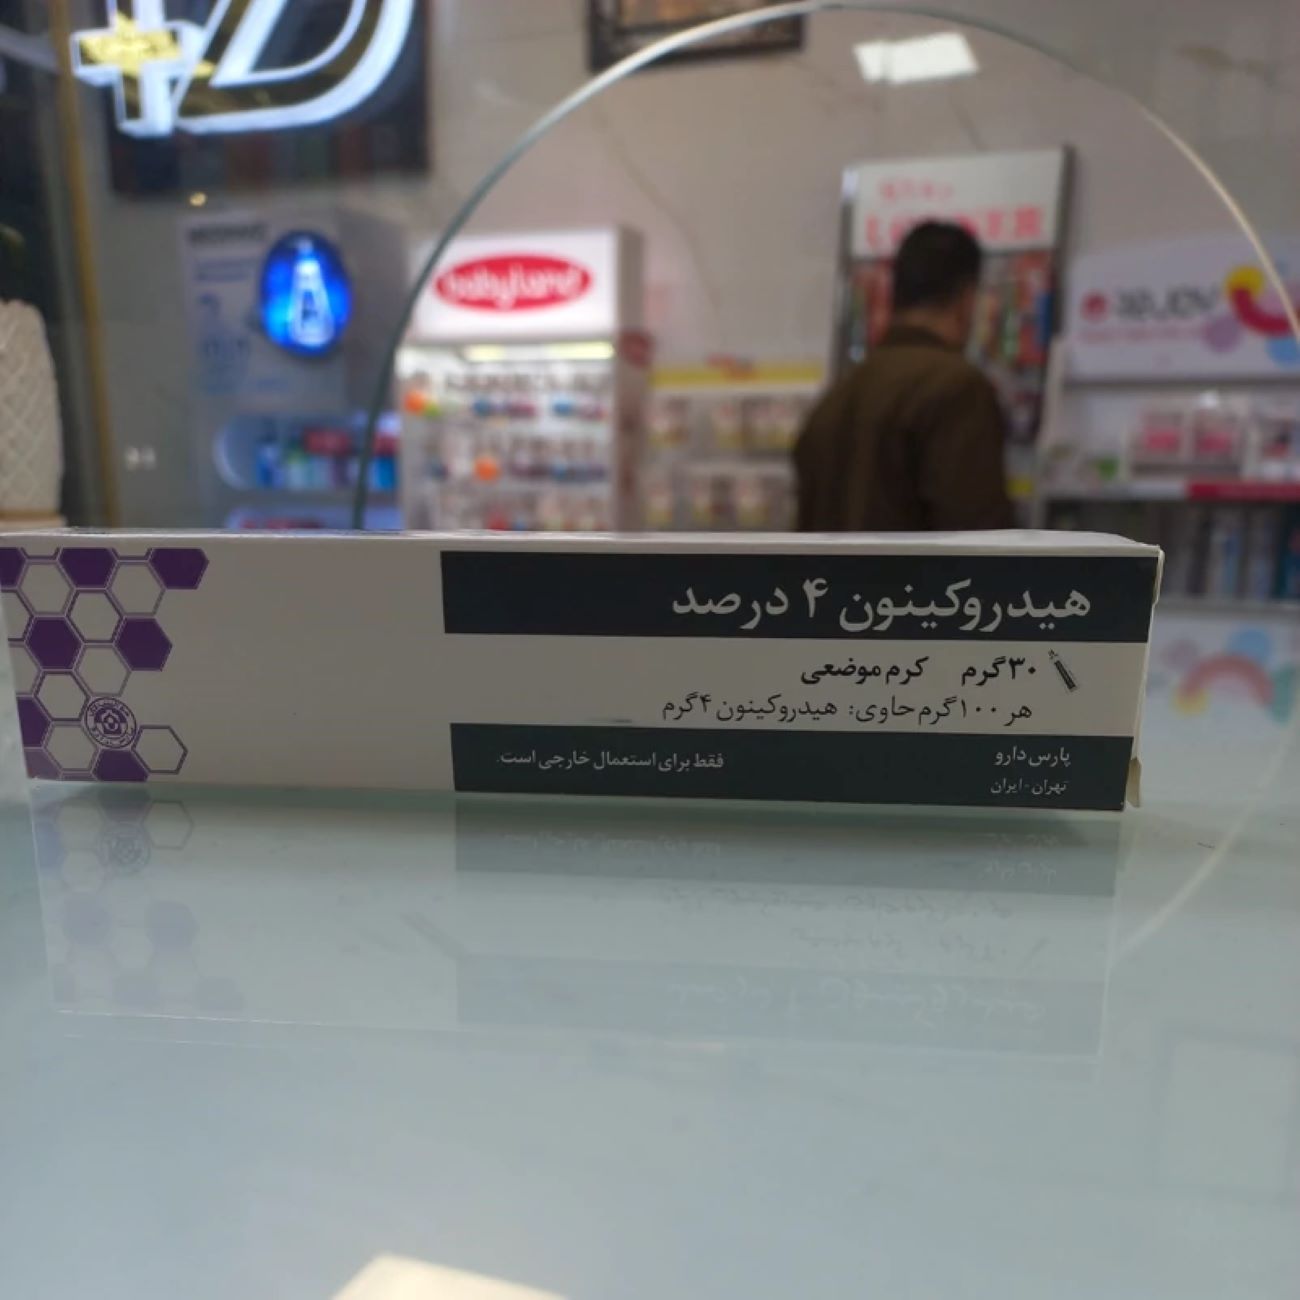 babyland
هیدروکینون ۴ درصد
۳۰ گرم کرم موضعی
هر ۱۰۰ گرم حاوی: هیدروکینون ۴ گرم
پارس دارو
فقط برای استعمال خارجی است.
تهران - ایران